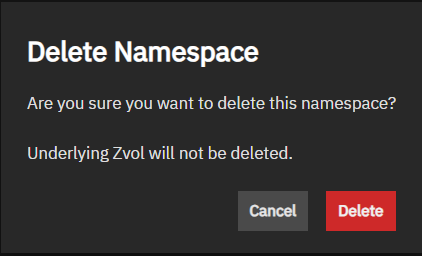 Delete Namespace
Are you sure you want to delete this namespace?
Underlying Zvol will not be deleted.
Cancel
Delete